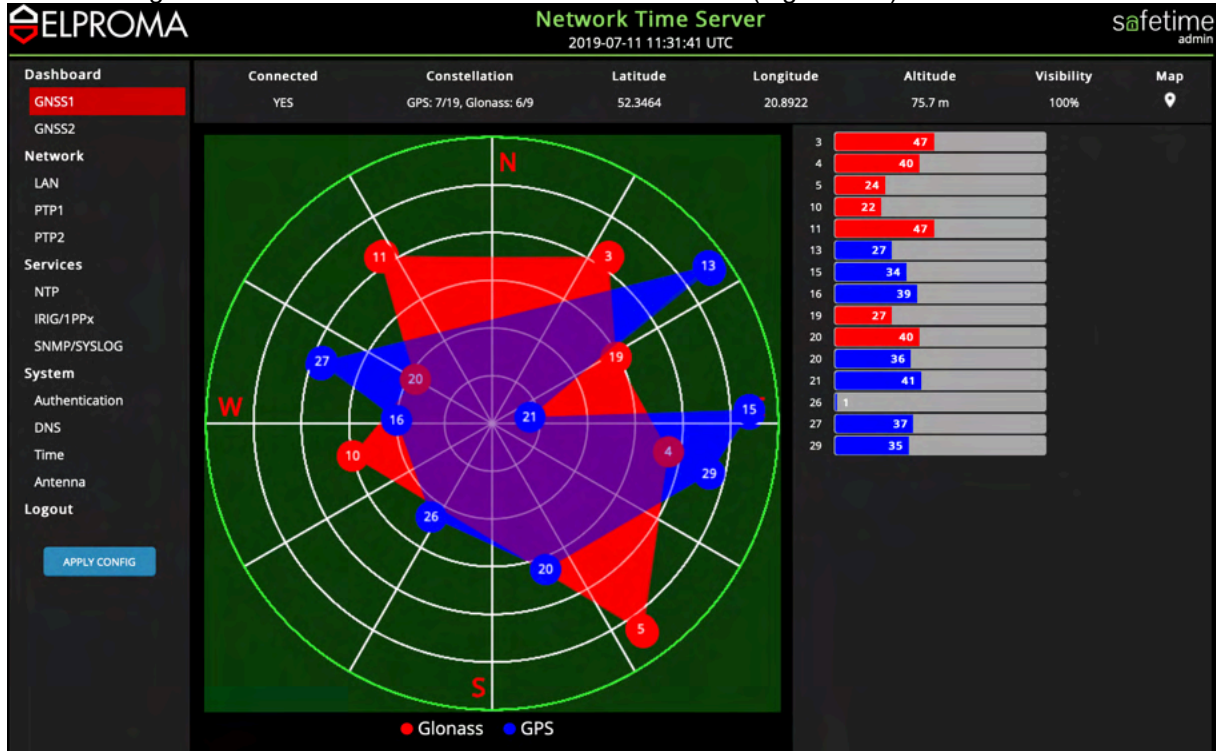 ELPROMA
Network Time Server
2019-07-11 11:31:41 UTC
safetime
admin
Dashboard
GNSS1
GNSS2
Network
LAN
PTP1
PTP2
Services
NTP
IRIG/1PPx
SNMP/SYSLOG
System
Authentication
DNS
Time
Antenna
Logout
APPLY CONFIG
Connected Constellation Latitude Longitude Altitude Visibility Map
YES GPS: 7/19, Glonass: 6/9 52.3464 20.8922 75.7 m 100%
N
11 3 13
27 20 19
W 16 21 15
10 4 29
26 20
5
S
Glonass GPS
3 47
4 40
5 24
10 22
11 47
13 27
15 34
16 39
19 27
20 40
20 36
21 41
26 1
27 37
29 35